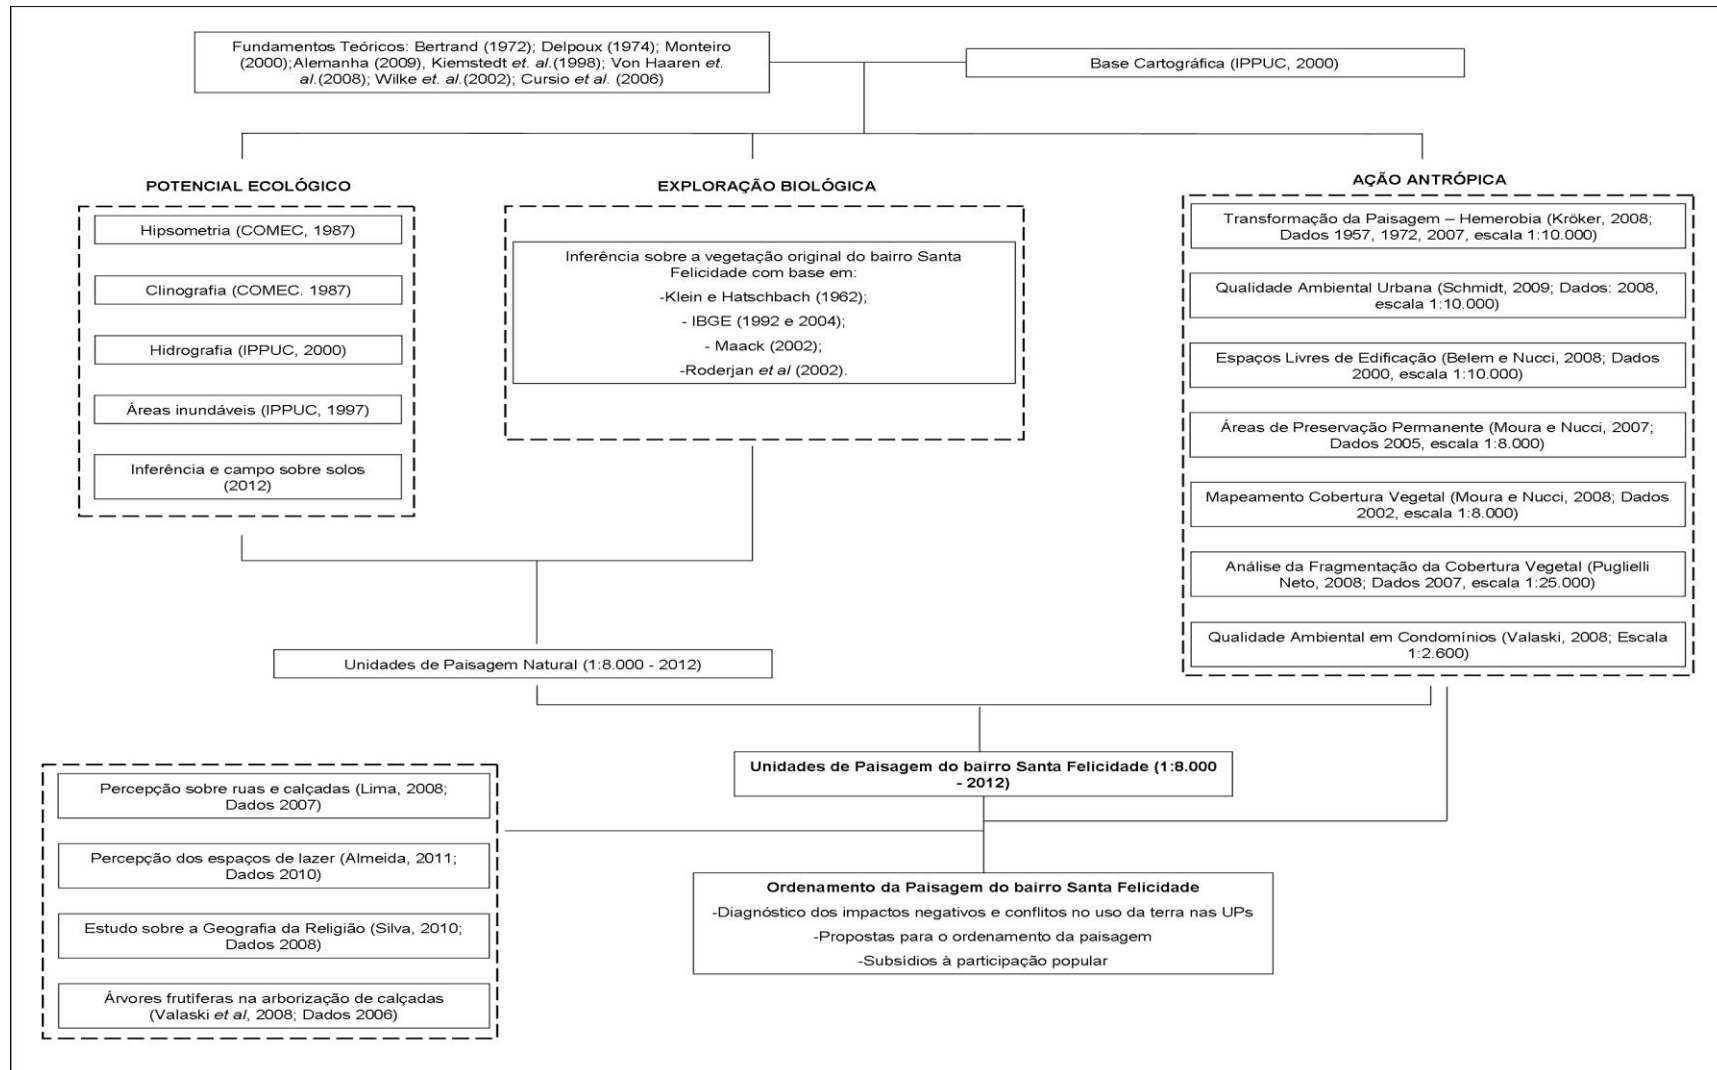 Fundamentos Teóricos: Bertrand (1972); Delpoux (1974); Monteiro
(2000);Alemanha (2009), Kiemstedt et. al.(1998); Von Haaren et.
al.(2008); Wilke et. al.(2002); Cursio et al. (2006)
Base Cartográfica (IPPUC, 2000)
POTENCIAL ECOLÓGICO
Hipsometria (COMEC, 1987)
Clinografia (COMEC. 1987)
Hidrografia (IPPUC, 2000)
Áreas inundáveis (IPPUC, 1997)
Inferência e campo sobre solos
(2012)
EXPLORAÇÃO BIOLÓGICA
Inferência sobre a vegetação original do bairro Santa
Felicidade com base em:
-Klein e Hatschbach (1962);
- IBGE (1992 e 2004);
- Maack (2002);
-Roderjan et al (2002).
AÇÃO ANTRÓPICA
Transformação da Paisagem – Hemerobia (Kröker, 2008;
Dados 1957, 1972, 2007, escala 1:10.000)
Qualidade Ambiental Urbana (Schmidt, 2009; Dados: 2008,
escala 1:10.000)
Espaços Livres de Edificação (Belem e Nucci, 2008; Dados
2000, escala 1:10.000)
Áreas de Preservação Permanente (Moura e Nucci, 2007;
Dados 2005, escala 1:8.000)
Mapeamento Cobertura Vegetal (Moura e Nucci, 2008; Dados
2002, escala 1:8.000)
Análise da Fragmentação da Cobertura Vegetal (Puglielli
Neto, 2008; Dados 2007, escala 1:25.000)
Qualidade Ambiental em Condomínios (Valaski, 2008; Escala
1:2.600)
Unidades de Paisagem Natural (1:8.000 - 2012)
Unidades de Paisagem do bairro Santa Felicidade (1:8.000
- 2012)
Percepção sobre ruas e calçadas (Lima, 2008;
Dados 2007)
Percepção dos espaços de lazer (Almeida, 2011;
Dados 2010)
Estudo sobre a Geografia da Religião (Silva, 2010;
Dados 2008)
Árvores frutíferas na arborização de calçadas
(Valaski et al, 2008; Dados 2006)
Ordenamento da Paisagem do bairro Santa Felicidade
-Diagnóstico dos impactos negativos e conflitos no uso da terra nas UPs
-Propostas para o ordenamento da paisagem
-Subsídios à participação popular